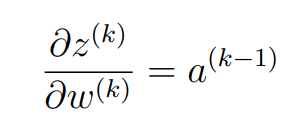 ∂z^(k)/∂w^(k) = a^(k−1)